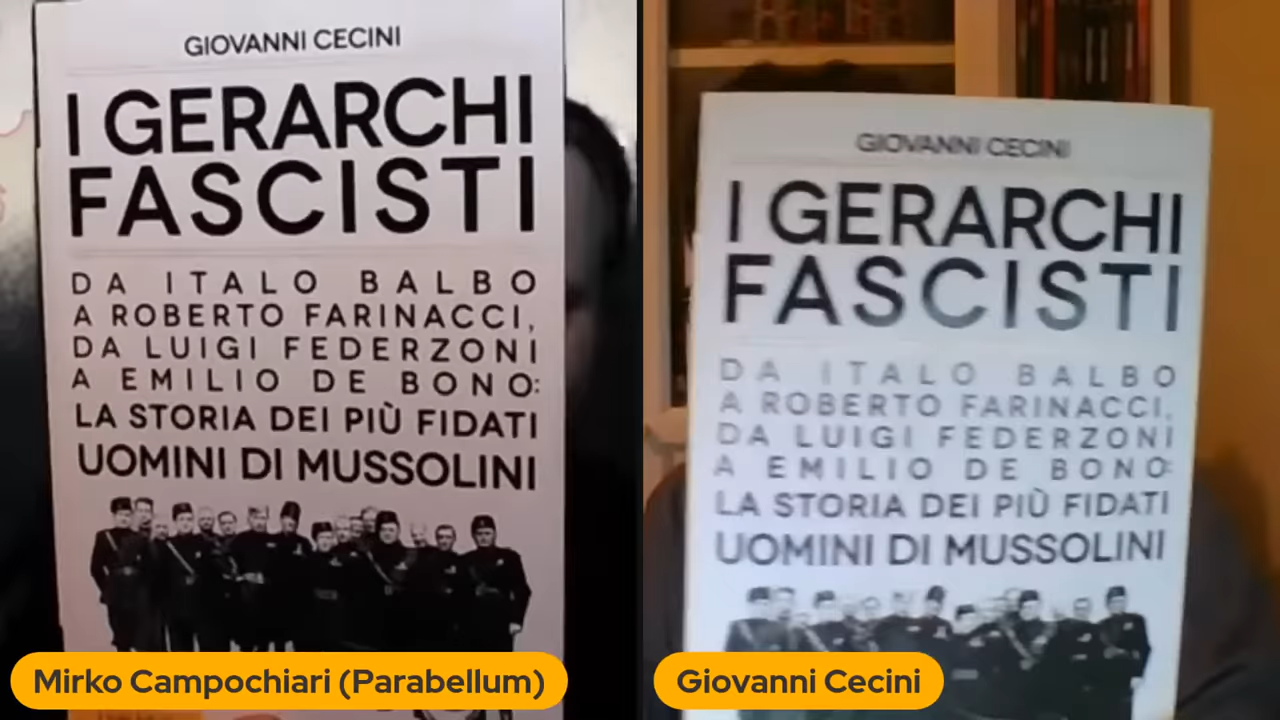 GIOVANNI CECINI
I GERARCHI
FASCISTI
DA ITALO BALBO
A ROBERTO FARINACCI,
DA LUIGI FEDERZONI
A EMILIO DE BONO:
LA STORIA DEI PIÙ FIDATI
UOMINI DI MUSSOLINI
Mirko Campochiari (Parabellum)
GIOVANNI CECINI
I GERARCHI
FASCISTI
DA ITALO BALBO
A ROBERTO FARINACCI,
DA LUIGI FEDERZONI
A EMILIO DE BONO:
LA STORIA DEI PIÙ FIDATI
UOMINI DI MUSSOLINI
Giovanni Cecini